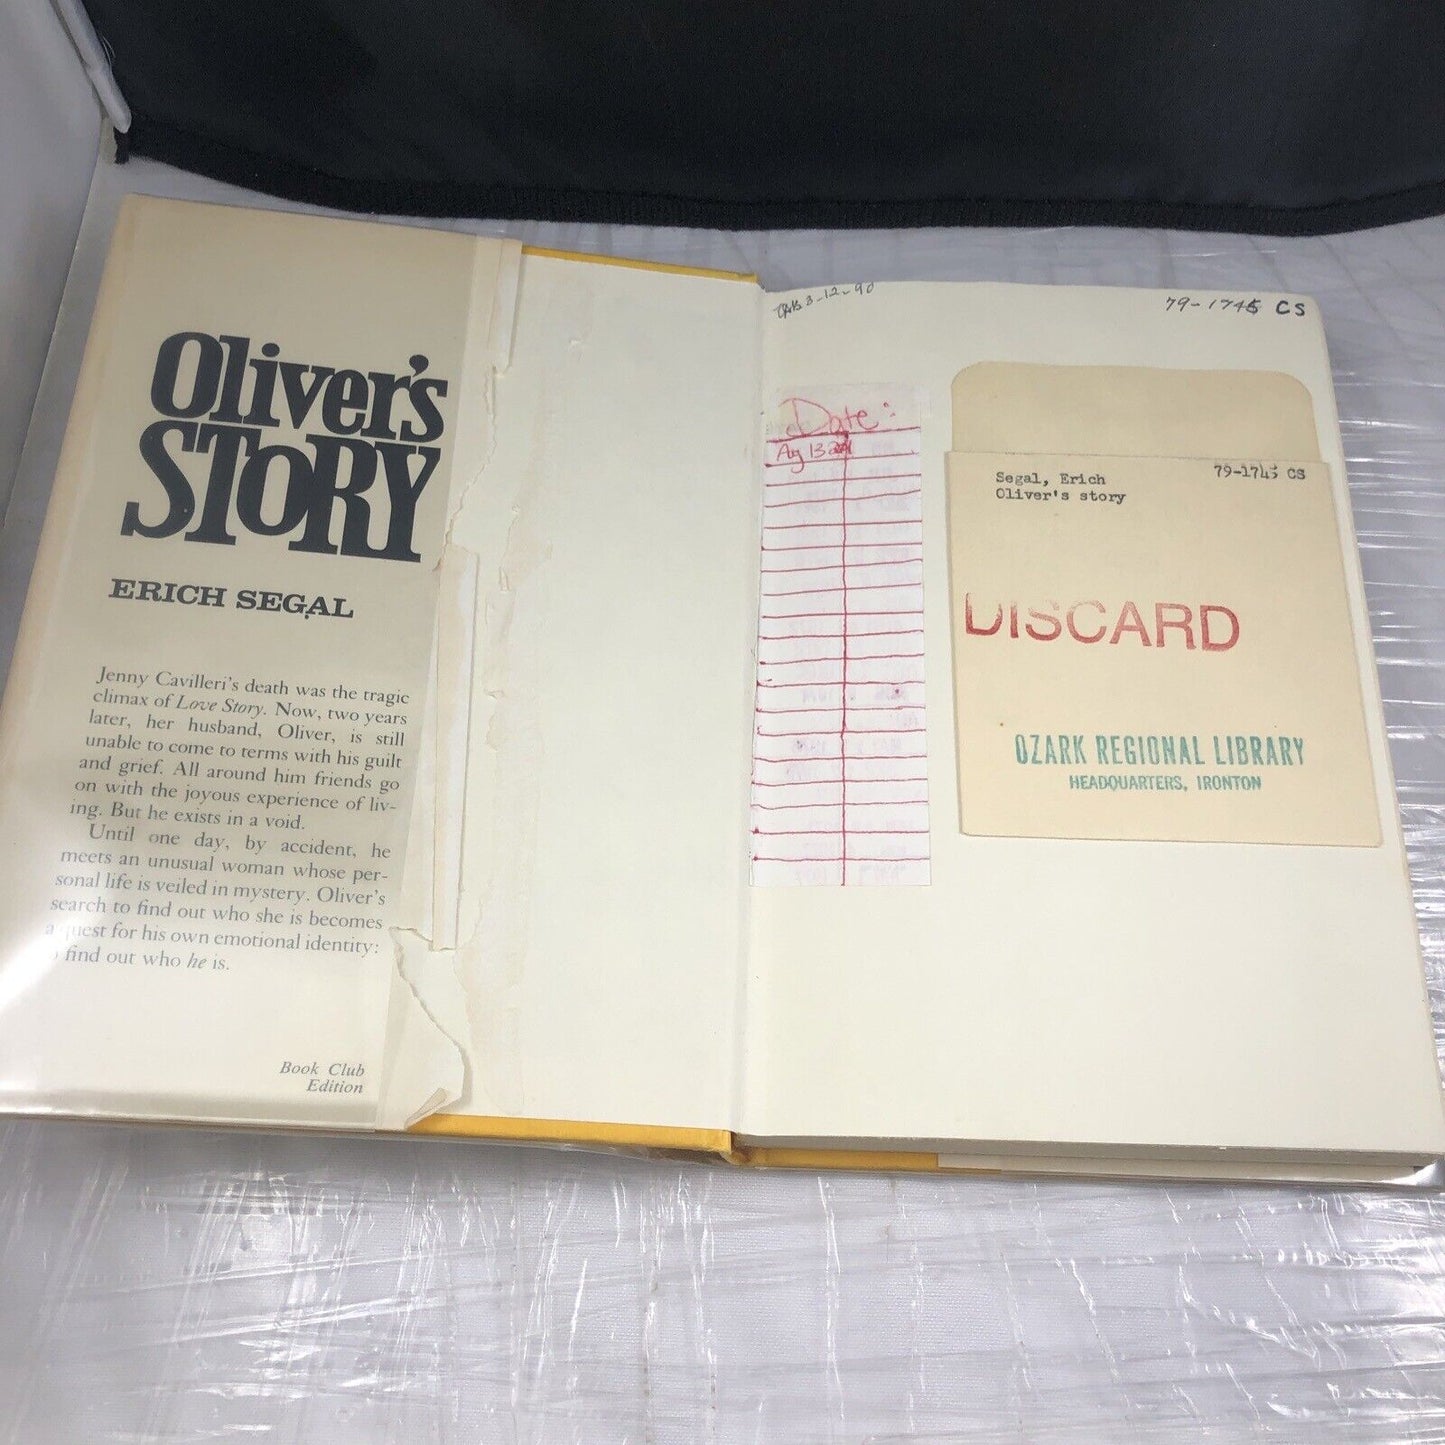 Oliver's
STORY
ERICH SEGAL
Jenny Cavilleri's death was the tragic
climax of Love Story. Now, two years
later, her husband, Oliver, is still
unable to come to terms with his guilt
and grief. All around him friends go
on with the joyous experience of liv-
ing. But he exists in a void.
Until one day, by accident, he
meets an unusual woman whose per-
sonal life is veiled in mystery. Oliver's
search to find out who she is becomes
a quest for his own emotional identity:
find out who he is.
Book Club
Edition
3-12-90
79-1745 CS
Date:
Aug 13
Segal, Erich 79-1745 CS
Oliver's story
DISCARD
OZARK REGIONAL LIBRARY
HEADQUARTERS, IRONTON